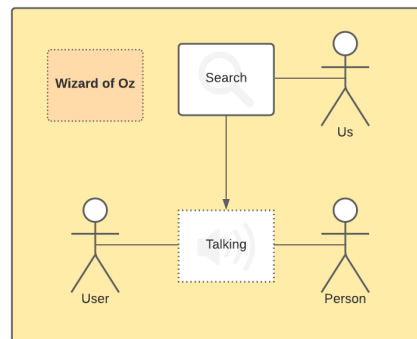 Wizard of Oz
Search
Us
Talking
User
Person